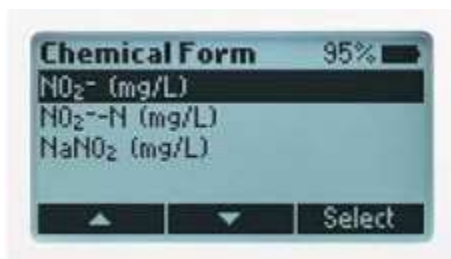 Chemical Form 95%
NO₂⁻ (mg/L)
NO₂⁻-N (mg/L)
NaNO₂ (mg/L)
▲ ▼ Select